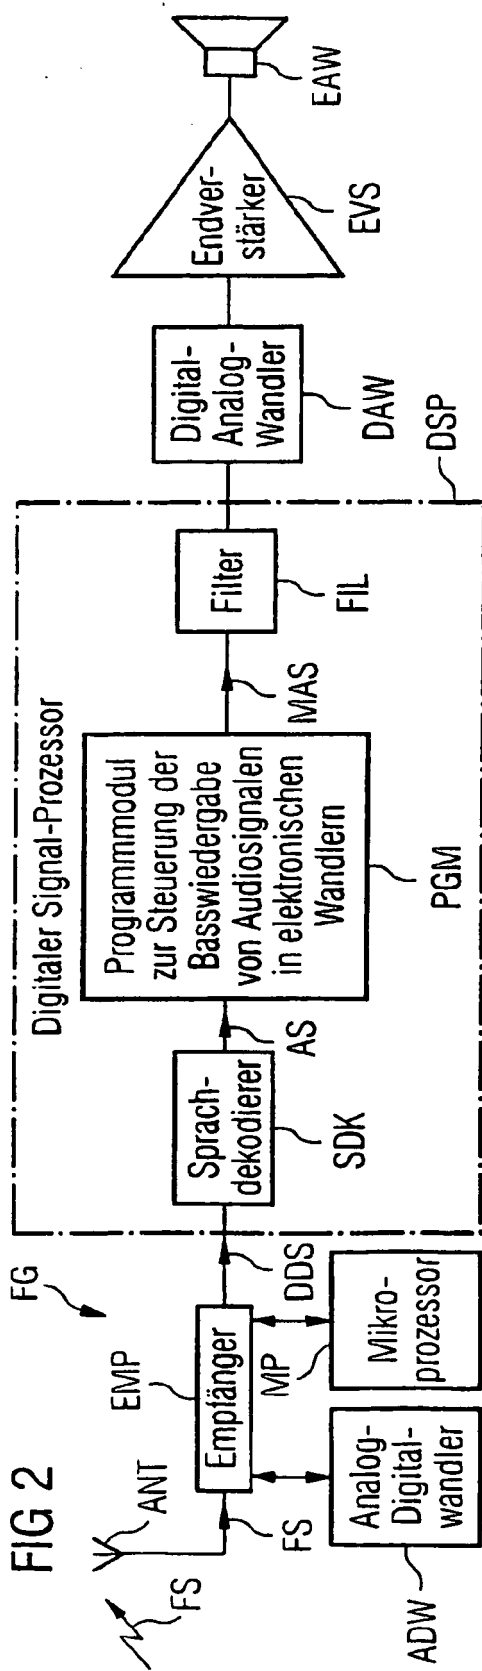 FIG 2
FS
ANT
FS
FG
EMP
Empfänger
DDS
MP
Mikro-
prozessor
Analog-
Digital-
wandler
ADW
Digitaler Signal-Prozessor
Sprach-
dekodierer
SDK
AS
Programmmodul
zur Steuerung der
Basswiedergabe
von Audiosignalen
in elektronischen
Wandlern
PGM
MAS
Filter
FIL
DSP
Digital-
Analog-
Wandler
DAW
Endver-
stärker
EVS
EAW